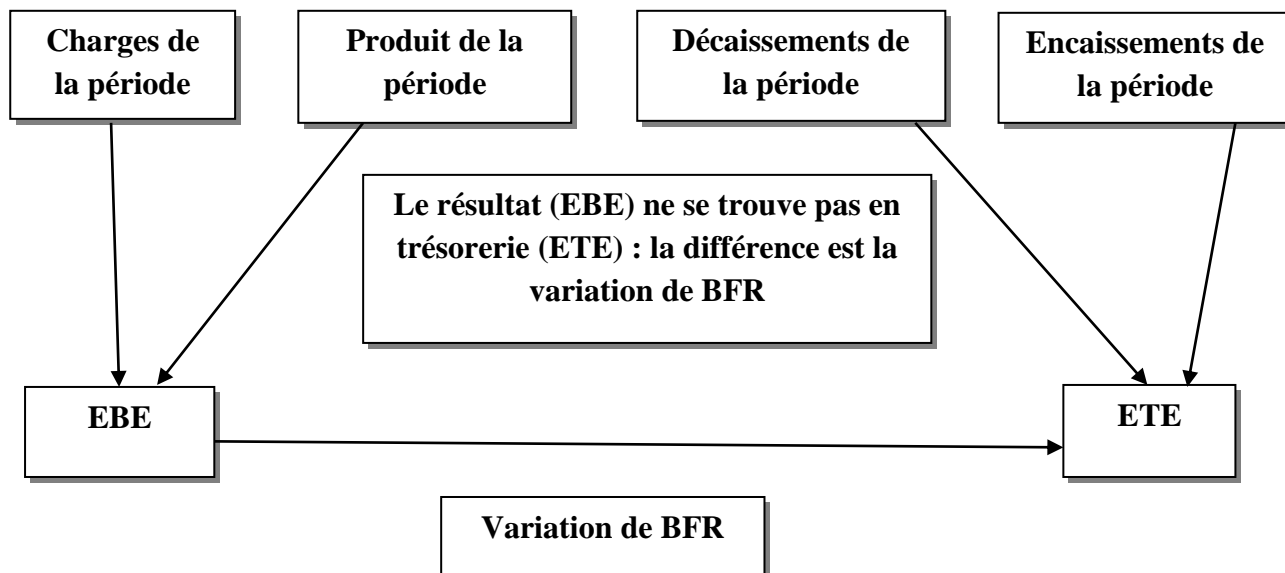 Charges de
la période
Produit de la
période
Décaissements de
la période
Encaissements de
la période
Le résultat (EBE) ne se trouve pas en
trésorerie (ETE) : la différence est la
variation de BFR
EBE
ETE
Variation de BFR